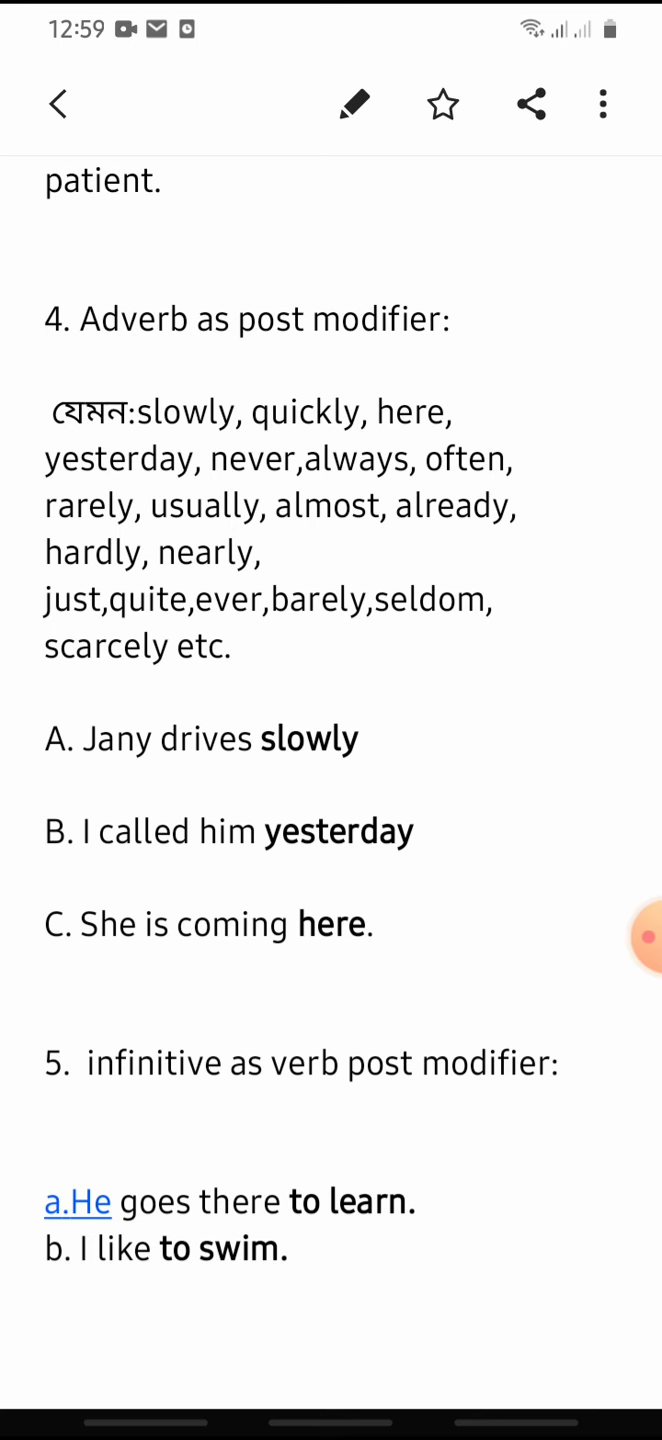 12:59
patient.
4. Adverb as post modifier:
যেমন:slowly, quickly, here,
yesterday, never,always, often,
rarely, usually, almost, already,
hardly, nearly,
just,quite,ever,barely,seldom,
scarcely etc.
A. Jany drives slowly
B. I called him yesterday
C. She is coming here.
5. infinitive as verb post modifier:
a.He goes there to learn.
b. I like to swim.